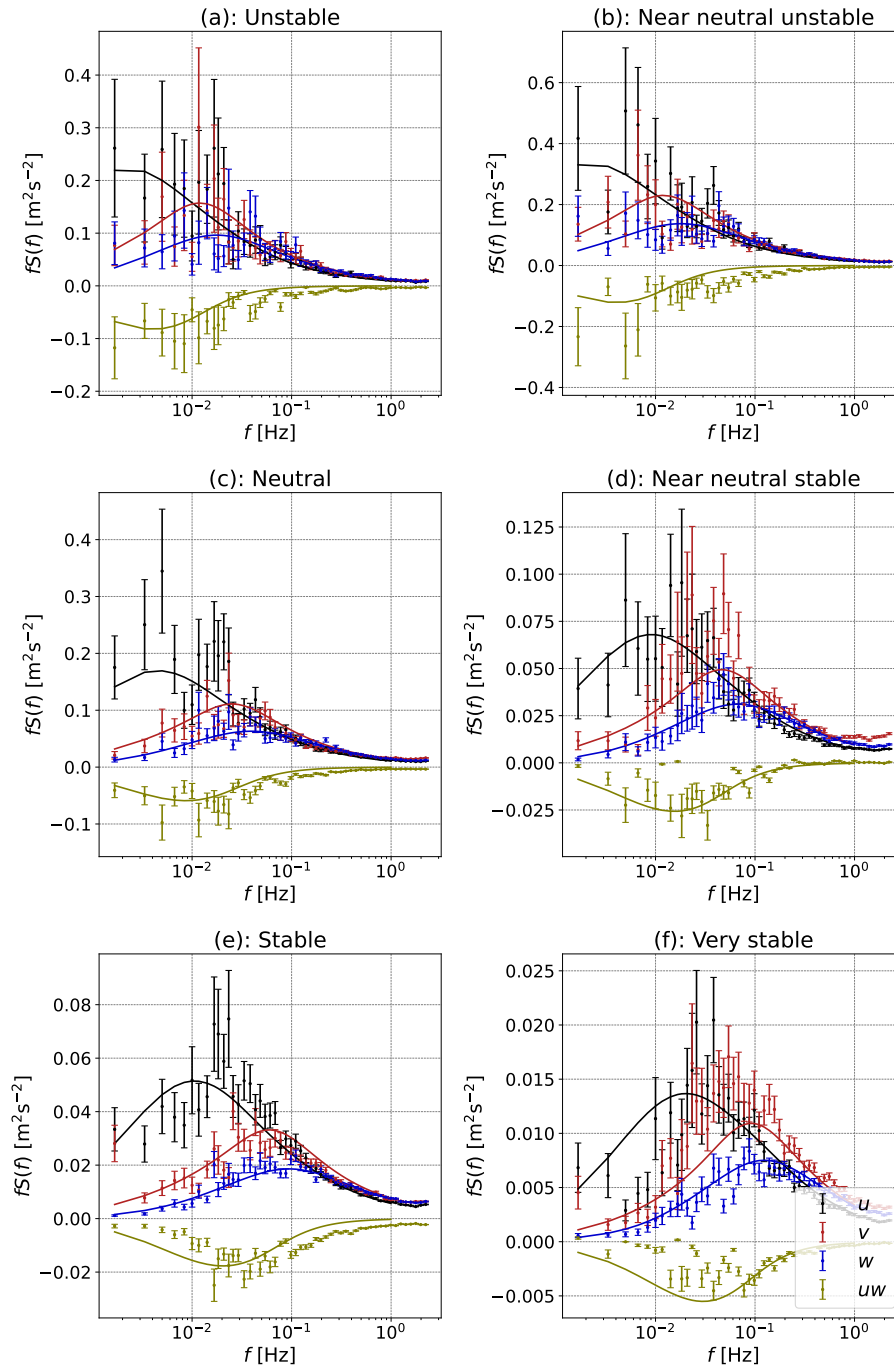 (a): Unstable
fS(f) [m²s⁻²]
0.4
0.3
0.2
0.1
0.0
−0.1
−0.2
10⁻² 10⁻¹ 10⁰
f [Hz]
(b): Near neutral unstable
fS(f) [m²s⁻²]
0.6
0.4
0.2
0.0
−0.2
−0.4
10⁻² 10⁻¹ 10⁰
f [Hz]
(c): Neutral
fS(f) [m²s⁻²]
0.4
0.3
0.2
0.1
0.0
−0.1
10⁻² 10⁻¹ 10⁰
f [Hz]
(d): Near neutral stable
fS(f) [m²s⁻²]
0.125
0.100
0.075
0.050
0.025
0.000
−0.025
10⁻² 10⁻¹ 10⁰
f [Hz]
(e): Stable
fS(f) [m²s⁻²]
0.08
0.06
0.04
0.02
0.00
−0.02
10⁻² 10⁻¹ 10⁰
f [Hz]
(f): Very stable
fS(f) [m²s⁻²]
0.025
0.020
0.015
0.010
0.005
0.000
−0.005
10⁻² 10⁻¹ 10⁰
f [Hz]
u
v
w
uw